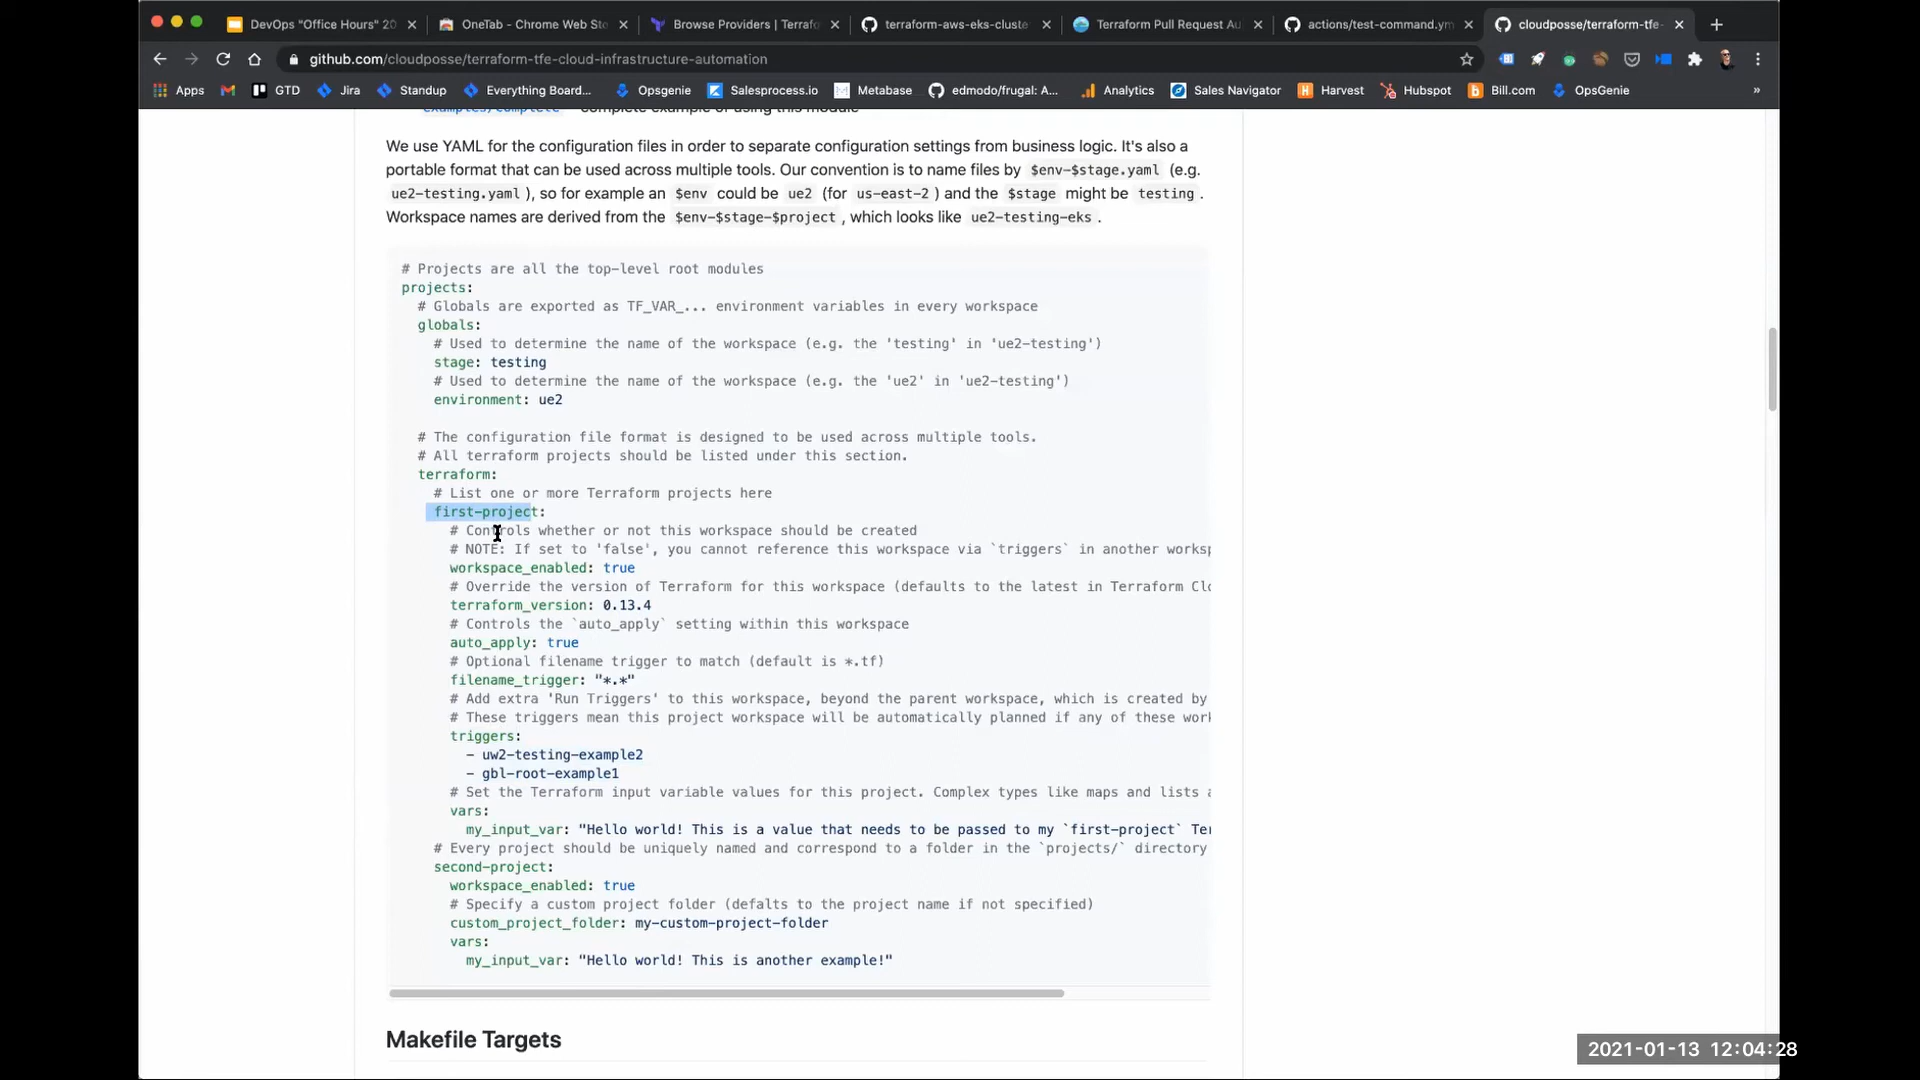 DevOps "Office Hours" 20
OneTab - Chrome Web Sto
Browse Providers | Terrafo
terraform-aws-eks-cluste
Terraform Pull Request Au
actions/test-command.ym
cloudposse/terraform-tfe-
github.com/cloudposse/terraform-tfe-cloud-infrastructure-automation
Apps
GTD
Jira
Standup
Everything Board...
Opsgenie
Salesprocess.io
Metabase
edmodo/frugal: A...
Analytics
Sales Navigator
Harvest
Hubspot
Bill.com
OpsGenie
»
examples/complete - complete example of using this module
We use YAML for the configuration files in order to separate configuration settings from business logic. It's also a
portable format that can be used across multiple tools. Our convention is to name files by $env-$stage.yaml (e.g.
ue2-testing.yaml ), so for example an $env could be ue2 (for us-east-2 ) and the $stage might be testing .
Workspace names are derived from the $env-$stage-$project , which looks like ue2-testing-eks .
# Projects are all the top-level root modules
projects:
# Globals are exported as TF_VAR_... environment variables in every workspace
globals:
# Used to determine the name of the workspace (e.g. the 'testing' in 'ue2-testing')
stage: testing
# Used to determine the name of the workspace (e.g. the 'ue2' in 'ue2-testing')
environment: ue2
# The configuration file format is designed to be used across multiple tools.
# All terraform projects should be listed under this section.
terraform:
# List one or more Terraform projects here
first-project:
# Controls whether or not this workspace should be created
# NOTE: If set to 'false', you cannot reference this workspace via `triggers` in another worksp
workspace_enabled: true
# Override the version of Terraform for this workspace (defaults to the latest in Terraform Clo
terraform_version: 0.13.4
# Controls the `auto_apply` setting within this workspace
auto_apply: true
# Optional filename trigger to match (default is *.tf)
filename_trigger: "*.*"
# Add extra 'Run Triggers' to this workspace, beyond the parent workspace, which is created by
# These triggers mean this project workspace will be automatically planned if any of these work
triggers:
- uw2-testing-example2
- gbl-root-example1
# Set the Terraform input variable values for this project. Complex types like maps and lists a
vars:
my_input_var: "Hello world! This is a value that needs to be passed to my `first-project` Ter
# Every project should be uniquely named and correspond to a folder in the `projects/` directory
second-project:
workspace_enabled: true
# Specify a custom project folder (defalts to the project name if not specified)
custom_project_folder: my-custom-project-folder
vars:
my_input_var: "Hello world! This is another example!"
Makefile Targets
2021-01-13 12:04:28